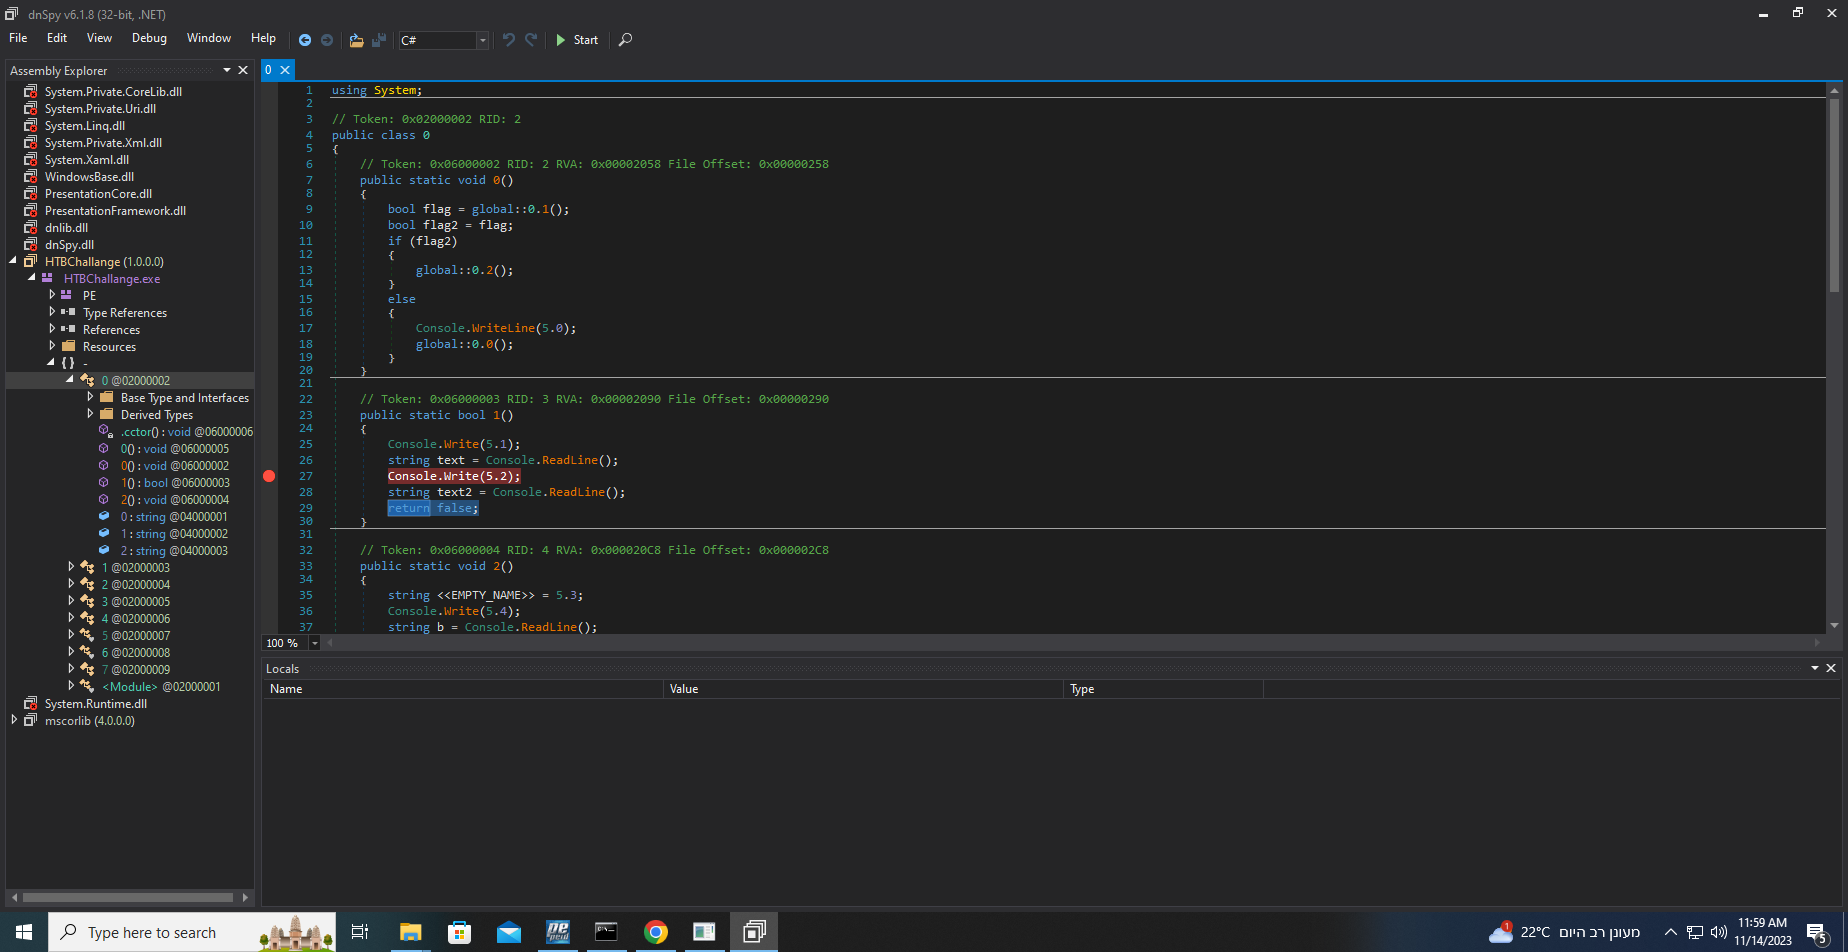 dnSpy v6.1.8 (32-bit, .NET)
File Edit View Debug Window Help C# Start
Assembly Explorer
System.Private.CoreLib.dll
System.Private.Uri.dll
System.Linq.dll
System.Private.Xml.dll
System.Xaml.dll
WindowsBase.dll
PresentationCore.dll
PresentationFramework.dll
dnlib.dll
dnSpy.dll
HTBChallange (1.0.0.0)
HTBChallange.exe
PE
Type References
References
Resources
{ } -
0 @02000002
Base Type and Interfaces
Derived Types
.cctor() : void @06000006
0() : void @06000005
0() : void @06000002
1() : bool @06000003
2() : void @06000004
0 : string @04000001
1 : string @04000002
2 : string @04000003
1 @02000003
2 @02000004
3 @02000005
4 @02000006
5 @02000007
6 @02000008
7 @02000009
<Module> @02000001
System.Runtime.dll
mscorlib (4.0.0.0)
0
1 using System;
2
3 // Token: 0x02000002 RID: 2
4 public class 0
5 {
6 // Token: 0x06000002 RID: 2 RVA: 0x00002058 File Offset: 0x00000258
7 public static void 0()
8 {
9 bool flag = global::0.1();
10 bool flag2 = flag;
11 if (flag2)
12 {
13 global::0.2();
14 }
15 else
16 {
17 Console.WriteLine(5.0);
18 global::0.0();
19 }
20 }
21
22 // Token: 0x06000003 RID: 3 RVA: 0x00002090 File Offset: 0x00000290
23 public static bool 1()
24 {
25 Console.Write(5.1);
26 string text = Console.ReadLine();
27 Console.Write(5.2);
28 string text2 = Console.ReadLine();
29 return false;
30 }
31
32 // Token: 0x06000004 RID: 4 RVA: 0x000020C8 File Offset: 0x000002C8
33 public static void 2()
34 {
35 string <<EMPTY_NAME>> = 5.3;
36 Console.Write(5.4);
37 string b = Console.ReadLine();
100 %
Locals
Name Value Type
Type here to search
22°C מעונן רב היום
11:59 AM
11/14/2023
1
5